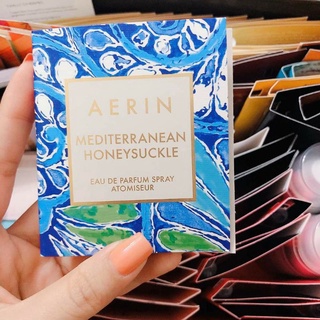 AERIN
MEDITERRANEAN
HONEYSUCKLE
EAU DE PARFUM SPRAY
ATOMISEUR